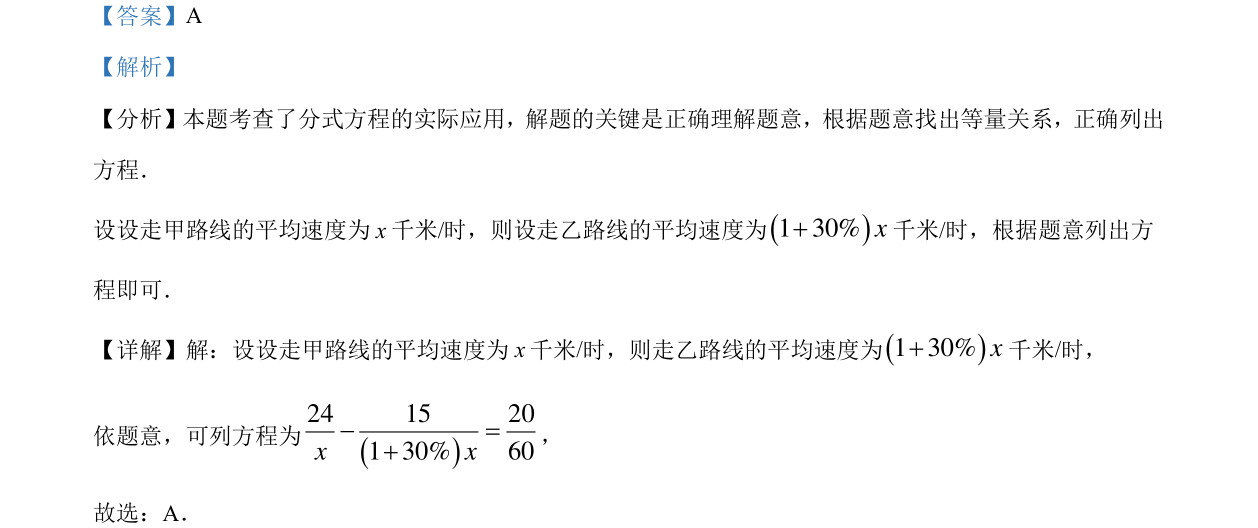 【答案】A
【解析】
【分析】本题考查了分式方程的实际应用，解题的关键是正确理解题意，根据题意找出等量关系，正确列出
方程．
设设走甲路线的平均速度为 x 千米/时，则设走乙路线的平均速度为(1+30%)x 千米/时，根据题意列出方
程即可．
【详解】解：设设走甲路线的平均速度为 x 千米/时，则走乙路线的平均速度为(1+30%)x 千米/时，
依题意，可列方程为 24/x − 15/((1+30%)x) = 20/60，
故选：A．